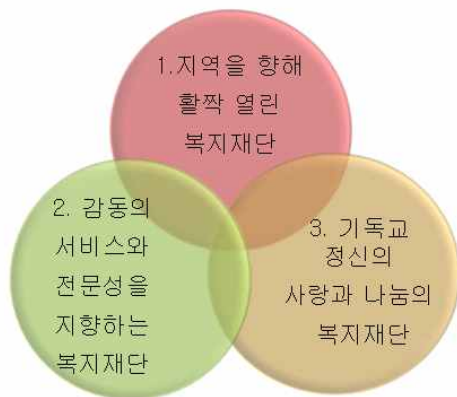 1.지역을 향해
활짝 열린
복지재단
2. 감동의
서비스와
전문성을
지향하는
복지재단
3. 기독교
정신의
사랑과 나눔의
복지재단